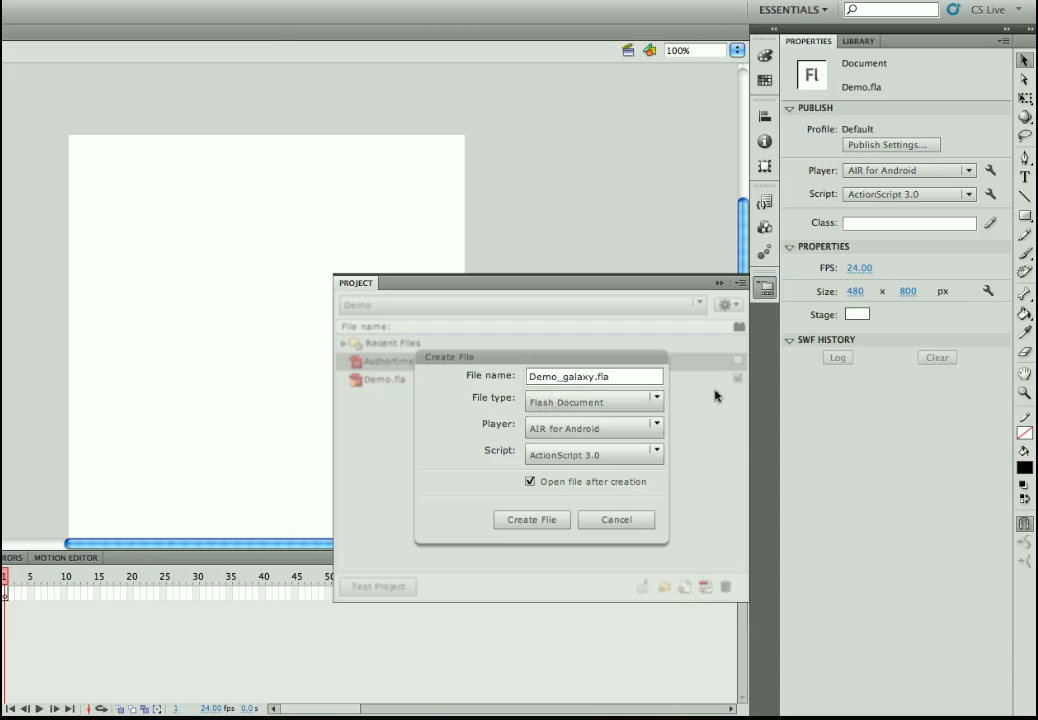 ESSENTIALS
CS Live
100%
PROPERTIES
LIBRARY
Fl
Document
Demo.fla
PUBLISH
Profile: Default
Publish Settings...
Player: AIR for Android
Script: ActionScript 3.0
Class:
PROPERTIES
FPS: 24.00
Size: 480 x 800 px
Stage:
SWF HISTORY
Log
Clear
PROJECT
Demo
File name:
Recent Files
Authortime
Demo.fla
Create File
File name: Demo_galaxy.fla
File type: Flash Document
Player: AIR for Android
Script: ActionScript 3.0
Open file after creation
Create File
Cancel
Test Project
RORS
MOTION EDITOR
1 5 10 15 20 25 30 35 40 45 50
1 24.00 fps 0.0 s